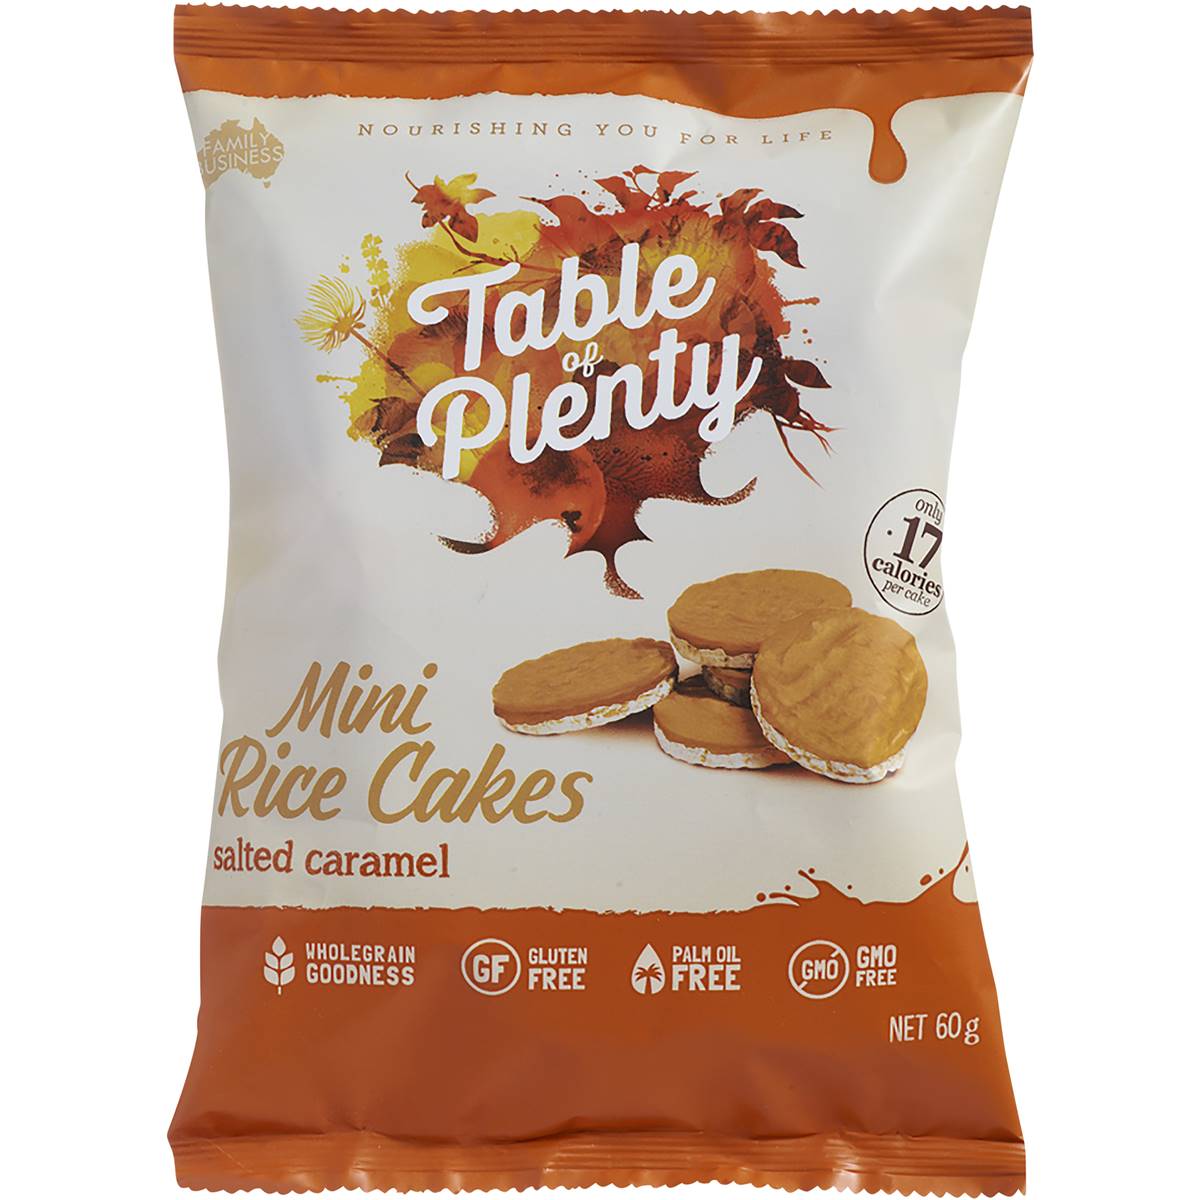 NOURISHING YOU FOR LIFE
FAMILY
BUSINESS
Table
of
Plenty
only
17
calories
per cake
Mini
Rice Cakes
salted caramel
WHOLEGRAIN
GOODNESS
GF
GLUTEN
FREE
PALM OIL
FREE
GMO
GMO
FREE
NET 60g